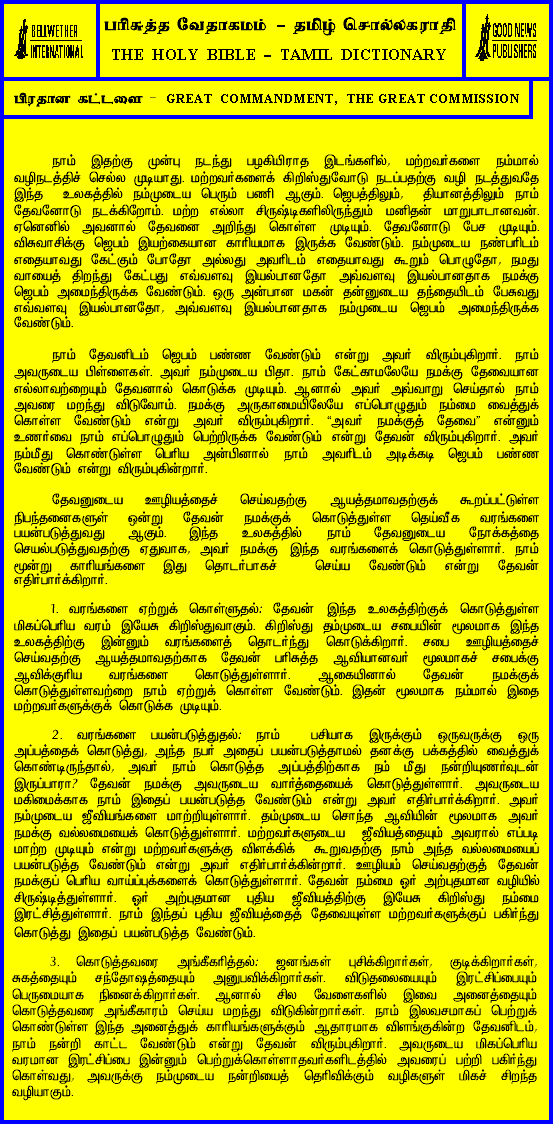 BELLWETHER
INTERNATIONAL
பரிசுத்த வேதாகமம் - தமிழ் சொல்லகராதி
THE HOLY BIBLE - TAMIL DICTIONARY
GOOD NEWS
PUBLISHERS
பிரதான கட்டளை - GREAT COMMANDMENT, THE GREAT COMMISSION
நாம் இதற்கு முன்பு நடந்து பழகியிராத இடங்களில், மற்றவர்களை நம்மால்
வழிநடத்திச் செல்ல முடியாது. மற்றவர்களைக் கிறிஸ்துவோடு நடப்பதற்கு வழி நடத்துவதே
இந்த உலகத்தில் நம்முடைய பெரும் பணி ஆகும். ஜெபத்திலும், தியானத்திலும் நாம்
தேவனோடு நடக்கிறோம். மற்ற எல்லா சிருஷ்டிகளிலிருந்தும் மனிதன் மாறுபாடானவன்.
ஏனெனில் அவனால் தேவனை அறிந்து கொள்ள முடியும். தேவனோடு பேச முடியும்.
விசுவாசிக்கு ஜெபம் இயற்கையான காரியமாக இருக்க வேண்டும். நம்முடைய நண்பரிடம்
எதையாவது கேட்கும் போதோ அல்லது அவரிடம் எதையாவது கூறும் பொழுதோ, நமது
வாயைத் திறந்து கேட்பது எவ்வளவு இயல்பானதோ அவ்வளவு இயல்பானதாக நமக்கு
ஜெபம் அமைந்திருக்க வேண்டும். ஒரு அன்பான மகன் தன்னுடைய தந்தையிடம் பேசுவது
எவ்வளவு இயல்பானதோ, அவ்வளவு இயல்பானதாக நம்முடைய ஜெபம் அமைந்திருக்க
வேண்டும்.
நாம் தேவனிடம் ஜெபம் பண்ண வேண்டும் என்று அவர் விரும்புகிறார். நாம்
அவருடைய பிள்ளைகள். அவர் நம்முடைய பிதா. நாம் கேட்காமலேயே நமக்கு தேவையான
எல்லாவற்றையும் தேவனால் கொடுக்க முடியும். ஆனால் அவர் அவ்வாறு செய்தால் நாம்
அவரை மறந்து விடுவோம். நமக்கு அருகாமையிலேயே எப்பொழுதும் நம்மை வைத்துக்
கொள்ள வேண்டும் என்று அவர் விரும்புகிறார். “அவர் நமக்குத் தேவை” என்னும்
உணர்வை நாம் எப்பொழுதும் பெற்றிருக்க வேண்டும் என்று தேவன் விரும்புகிறார். அவர்
நம்மீது கொண்டுள்ள பெரிய அன்பினால் நாம் அவரிடம் அடிக்கடி ஜெபம் பண்ண
வேண்டும் என்று விரும்புகின்றார்.
தேவனுடைய ஊழியத்தைச் செய்வதற்கு ஆயத்தமாவதற்குக் கூறப்பட்டுள்ள
நிபந்தனைகளுள் ஒன்று தேவன் நமக்குக் கொடுத்துள்ள தெய்வீக வரங்களை
பயன்படுத்துவது ஆகும். இந்த உலகத்தில் நாம் தேவனுடைய நோக்கத்தை
செயல்படுத்துவதற்கு ஏதுவாக, அவர் நமக்கு இந்த வரங்களைக் கொடுத்துள்ளார். நாம்
மூன்று காரியங்களை இது தொடர்பாகச் செய்ய வேண்டும் என்று தேவன்
எதிர்பார்க்கிறார்.
1. வரங்களை ஏற்றுக் கொள்ளுதல்: தேவன் இந்த உலகத்திற்குக் கொடுத்துள்ள
மிகப்பெரிய வரம் இயேசு கிறிஸ்துவாகும். கிறிஸ்து தம்முடைய சபையின் மூலமாக இந்த
உலகத்திற்கு இன்னும் வரங்களைத் தொடர்ந்து கொடுக்கிறார். சபை ஊழியத்தைச்
செய்வதற்கு ஆயத்தமாவதற்காக தேவன் பரிசுத்த ஆவியானவர் மூலமாகச் சபைக்கு
ஆவிக்குரிய வரங்களை கொடுத்துள்ளார். ஆகையினால் தேவன் நமக்குக்
கொடுத்துள்ளவற்றை நாம் ஏற்றுக் கொள்ள வேண்டும். இதன் மூலமாக நம்மால் இதை
மற்றவர்களுக்குக் கொடுக்க முடியும்.
2. வரங்களை பயன்படுத்துதல்: நாம் பசியாக இருக்கும் ஒருவருக்கு ஒரு
அப்பத்தைக் கொடுத்து, அந்த நபர் அதைப் பயன்படுத்தாமல் தனக்கு பக்கத்தில் வைத்துக்
கொண்டிருந்தால், அவர் நாம் கொடுத்த அப்பத்திற்காக நம் மீது நன்றியுணர்வுடன்
இருப்பாரா? தேவன் நமக்கு அவருடைய வார்த்தையைக் கொடுத்துள்ளார். அவருடைய
மகிமைக்காக நாம் இதைப் பயன்படுத்த வேண்டும் என்று அவர் எதிர்பார்க்கிறார். அவர்
நம்முடைய ஜீவியங்களை மாற்றியுள்ளார். தம்முடைய சொந்த ஆவியின் மூலமாக அவர்
நமக்கு வல்லமையைக் கொடுத்துள்ளார். மற்றவர்களுடைய ஜீவியத்தையும் அவரால் எப்படி
மாற்ற முடியும் என்று மற்றவர்களுக்கு விளக்கிக் கூறுவதற்கு நாம் அந்த வல்லமையைப்
பயன்படுத்த வேண்டும் என்று அவர் எதிர்பார்க்கின்றார். ஊழியம் செய்வதற்குத் தேவன்
நமக்குப் பெரிய வாய்ப்புக்களைக் கொடுத்துள்ளார். தேவன் நம்மை ஓர் அற்புதமான வழியில்
சிருஷ்டித்துள்ளார். ஓர் அற்புதமான புதிய ஜீவியத்திற்கு இயேசு கிறிஸ்து நம்மை
இரட்சித்துள்ளார். நாம் இந்தப் புதிய ஜீவியத்தைத் தேவையுள்ள மற்றவர்களுக்குப் பகிர்ந்து
கொடுத்து இதைப் பயன்படுத்த வேண்டும்.
3. கொடுத்தவரை அங்கீகரித்தல்: ஜனங்கள் புசிக்கிறார்கள், குடிக்கிறார்கள்,
சுகத்தையும் சந்தோஷத்தையும் அனுபவிக்கிறார்கள். விடுதலையையும் இரட்சிப்பையும்
பெருமையாக நினைக்கிறார்கள். ஆனால் சில வேளைகளில் இவை அனைத்தையும்
கொடுத்தவரை அங்கீகாரம் செய்ய மறந்து விடுகின்றார்கள். நாம் இலவசமாகப் பெற்றுக்
கொண்டுள்ள இந்த அனைத்துக் காரியங்களுக்கும் ஆதாரமாக விளங்குகின்ற தேவனிடம்,
நாம் நன்றி காட்ட வேண்டும் என்று தேவன் விரும்புகிறார். அவருடைய மிகப்பெரிய
வரமான இரட்சிப்பை இன்னும் பெற்றுக்கொள்ளாதவர்களிடத்தில் அவரைப் பற்றி பகிர்ந்து
கொள்வது, அவருக்கு நம்முடைய நன்றியைத் தெரிவிக்கும் வழிகளுள் மிகச் சிறந்த
வழியாகும்.